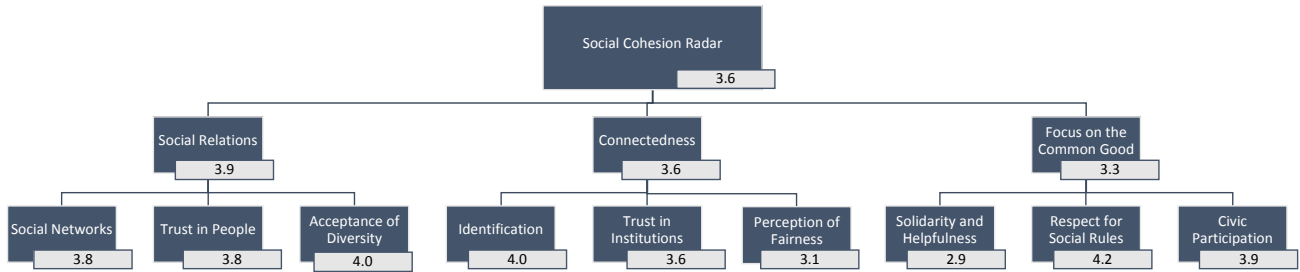 Social Cohesion Radar
3.6
Social Relations
3.9
Connectedness
3.6
Focus on the
Common Good
3.3
Social Networks
3.8
Trust in People
3.8
Acceptance of
Diversity
4.0
Identification
4.0
Trust in
Institutions
3.6
Perception of
Fairness
3.1
Solidarity and
Helpfulness
2.9
Respect for
Social Rules
4.2
Civic
Participation
3.9